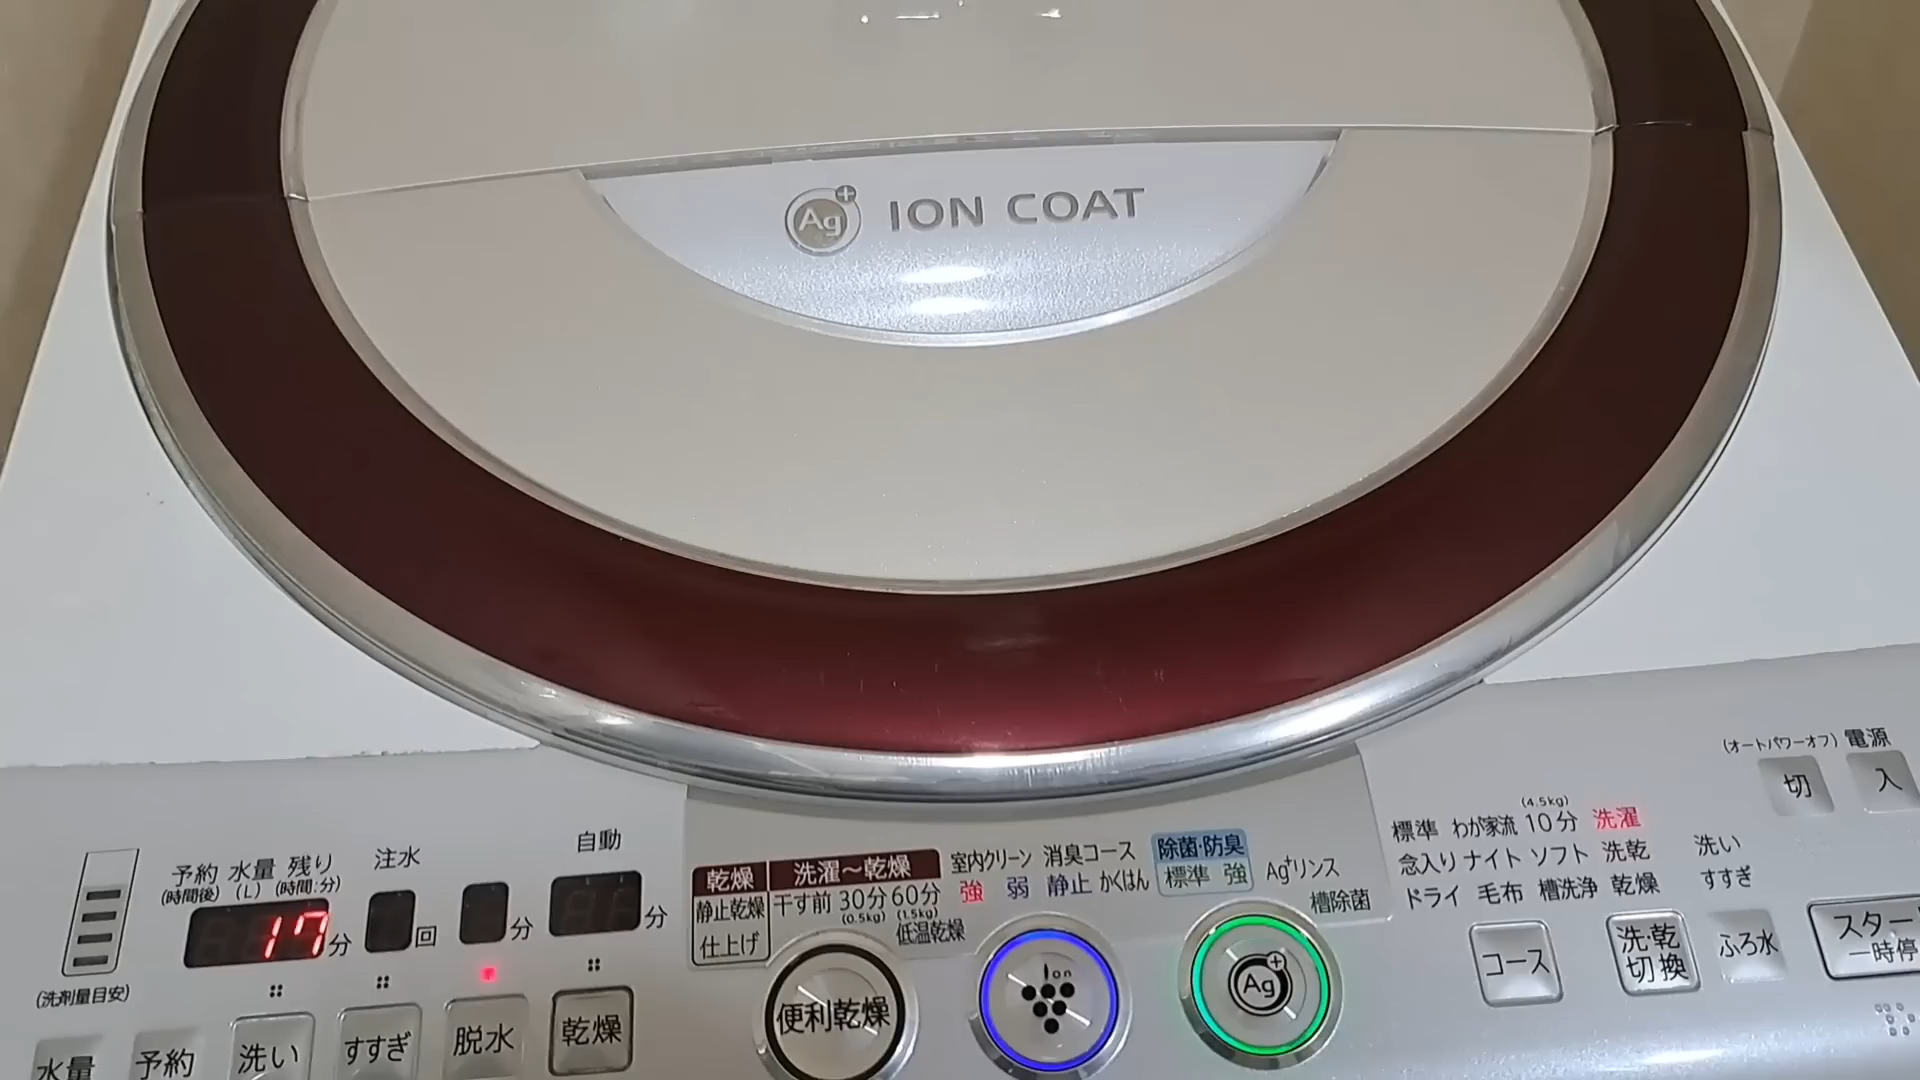 Ag+ ION COAT
(オートパワーオフ) 電源
切 入
自動
予約 水量 残り 注水
(時間後) (L) (時間:分)
17分 回 分 分
(洗剤量目安)
水量 予約 洗い すすぎ 脱水 乾燥
乾燥 洗濯〜乾燥
静止乾燥 干す前 30分 60分
(0.5kg) (1.5kg)
仕上げ 低温乾燥
便利乾燥
室内クリーン 消臭コース
強 弱 静止 かくはん
Ion
除菌・防臭
標準 強
Ag+リンス
槽除菌
Ag+
(4.5kg)
標準 わが家流 10分 洗濯
念入り ナイト ソフト 洗乾
ドライ 毛布 槽洗浄 乾燥
洗い
すすぎ
コース
洗・乾
切換
ふろ水
スター
一時停